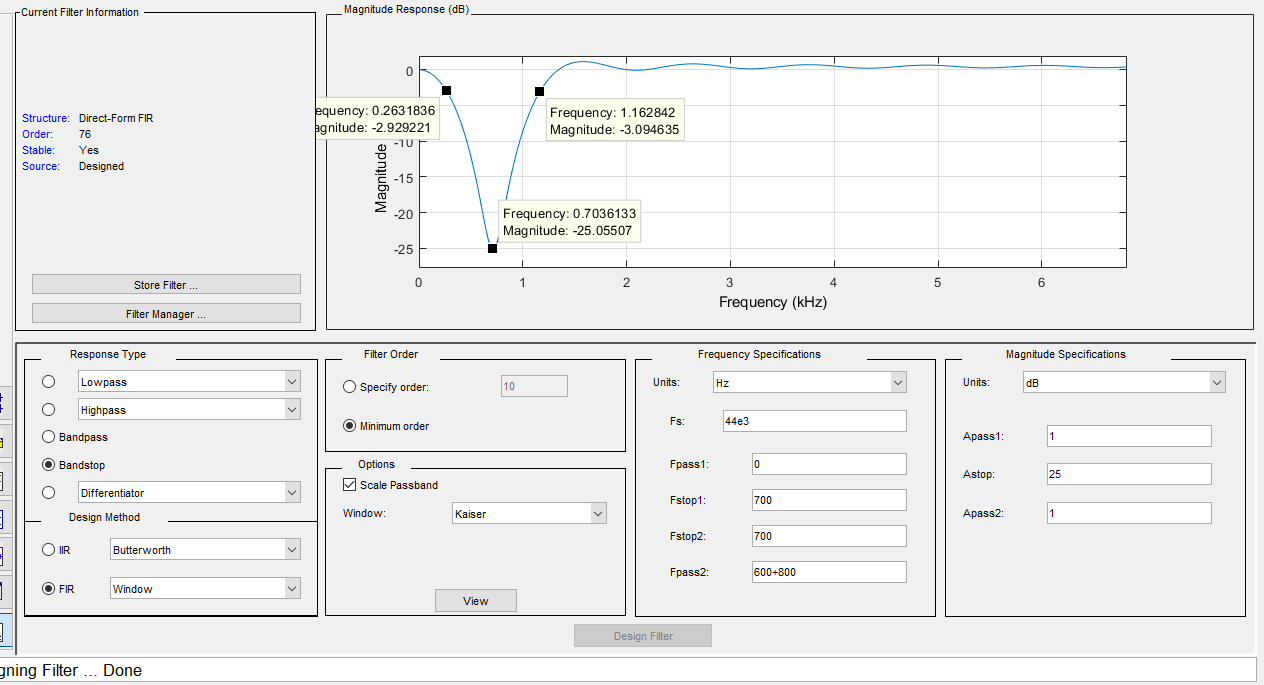 Current Filter Information
Structure: Direct-Form FIR
Order: 76
Stable: Yes
Source: Designed
Store Filter ...
Filter Manager ...
Magnitude Response (dB)
0
-10
-15
-20
-25
Magnitude
equency: 0.2631836
agnitude: -2.929221
Frequency: 1.162842
Magnitude: -3.094635
Frequency: 0.7036133
Magnitude: -25.05507
0 1 2 3 4 5 6
Frequency (kHz)
Response Type
Lowpass
Highpass
Bandpass
Bandstop
Differentiator
Design Method
IIR Butterworth
FIR Window
Filter Order
Specify order: 10
Minimum order
Options
Scale Passband
Window: Kaiser
View
Frequency Specifications
Units: Hz
Fs: 44e3
Fpass1: 0
Fstop1: 700
Fstop2: 700
Fpass2: 600+800
Magnitude Specifications
Units: dB
Apass1: 1
Astop: 25
Apass2: 1
Design Filter
gning Filter ... Done